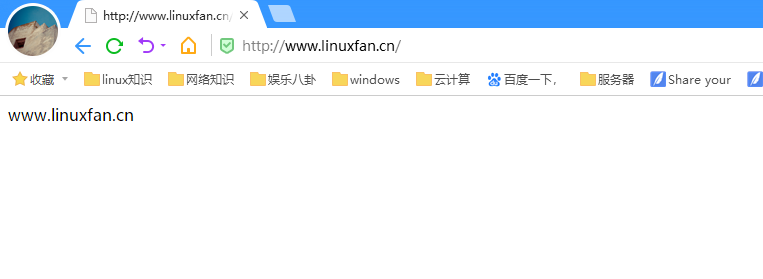 http://www.linuxfan.cn/
http://www.linuxfan.cn/
收藏 linux知识 网络知识 娱乐八卦 windows 云计算 百度一下， 服务器 Share your
www.linuxfan.cn